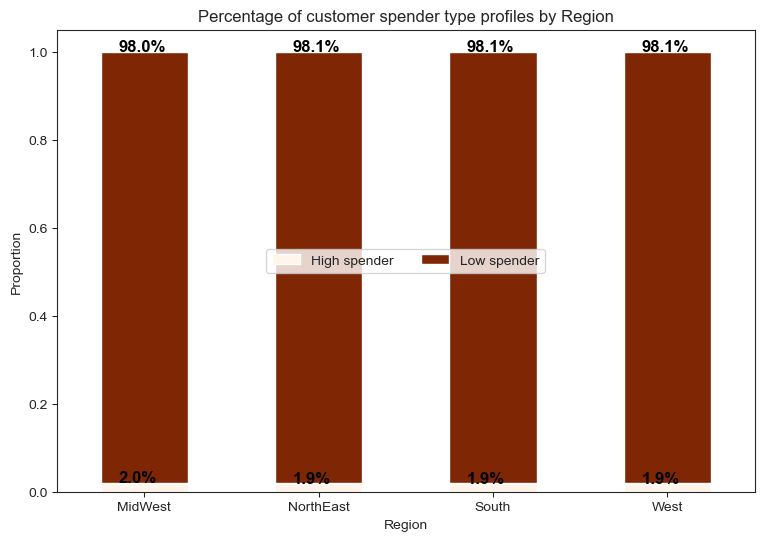 Percentage of customer spender type profiles by Region
98.0% 98.1% 98.1% 98.1%
1.0
0.8
0.6
Proportion
High spender Low spender
0.4
0.2
2.0% 1.9% 1.9% 1.9%
0.0
MidWest NorthEast South West
Region